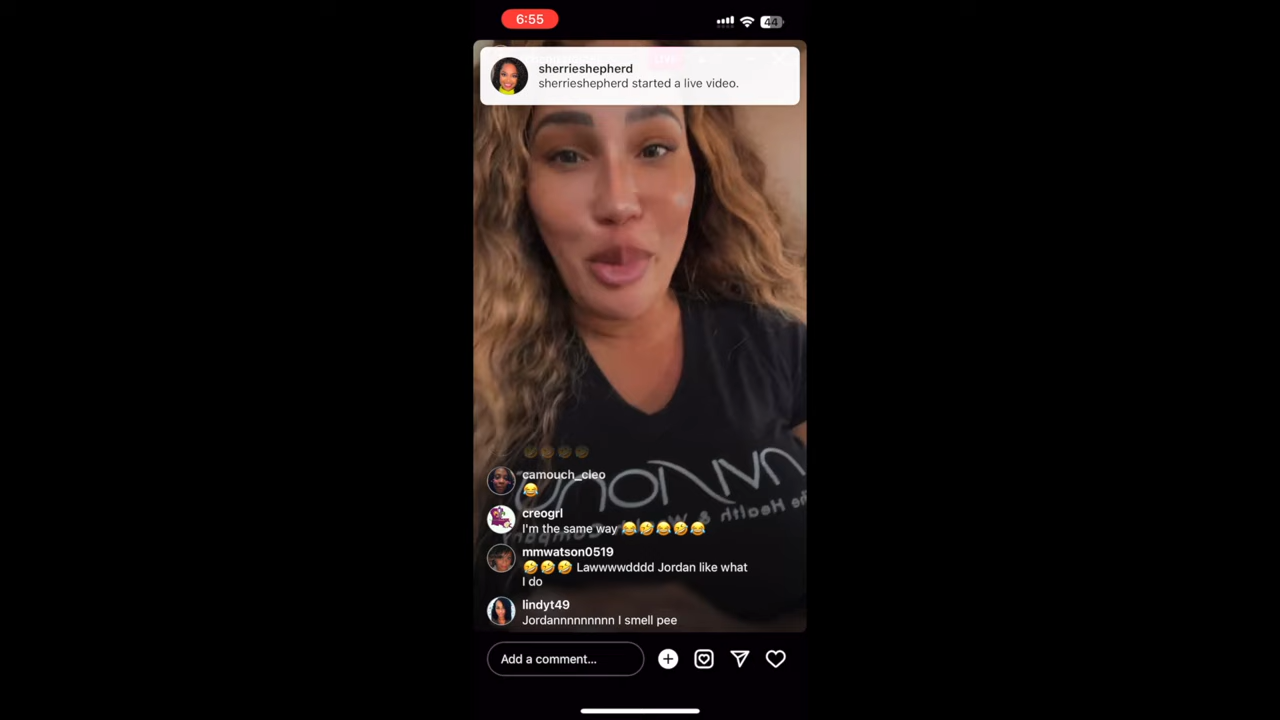 6:55
44
sherrieshepherd
sherrieshepherd started a live video.
camouch_cleo
😂
creogrl
I'm the same way 😂🤣😂🤣😂
mmwatson0519
🤣🤣🤣 Lawwwwdddd Jordan like what
I do
lindyt49
Jordannnnnnnnn I smell pee
Add a comment...